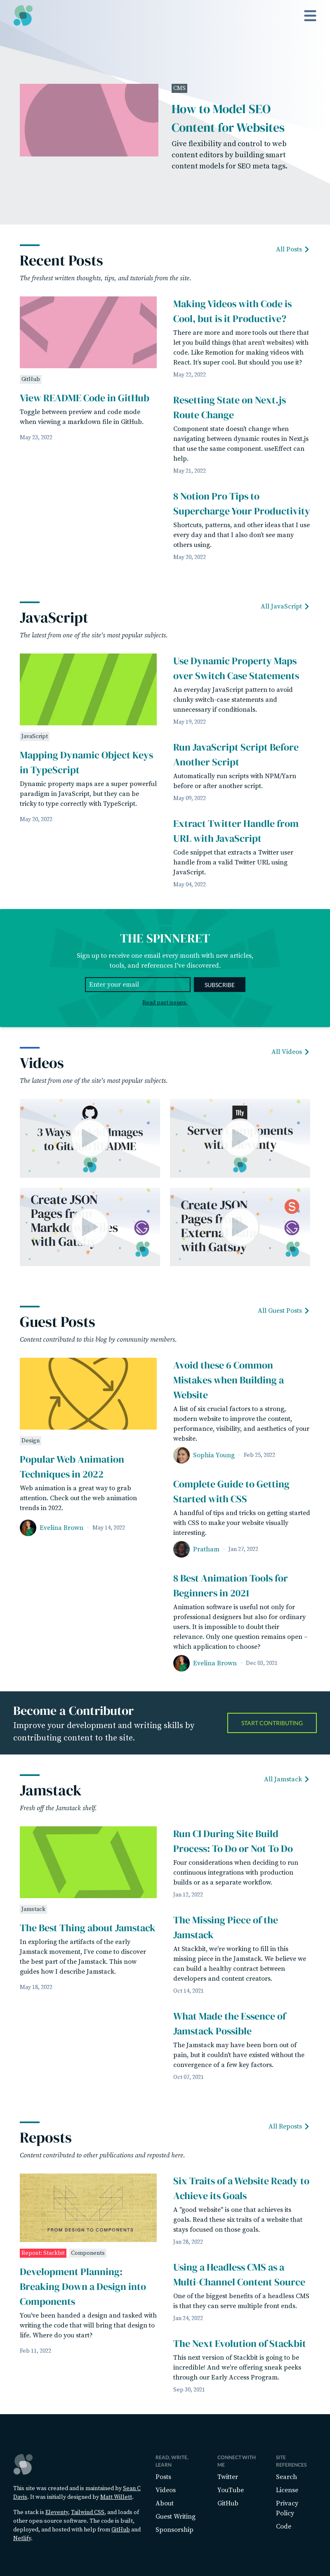 CMS
How to Model SEO
Content for Websites
Give flexibility and control to web
content editors by building smart
content models for SEO meta tags.
All Posts
Recent Posts
The freshest written thoughts, tips, and tutorials from the site.
GitHub
View README Code in GitHub
Toggle between preview and code mode
when viewing a markdown file in GitHub.
May 23, 2022
Making Videos with Code is
Cool, but is it Productive?
There are more and more tools out there that
let you build things (that aren't websites) with
code. Like Remotion for making videos with
React. It's super cool. But should you use it?
May 22, 2022
Resetting State on Next.js
Route Change
Component state doesn't change when
navigating between dynamic routes in Next.js
that use the same component. useEffect can
help.
May 21, 2022
8 Notion Pro Tips to
Supercharge Your Productivity
Shortcuts, patterns, and other ideas that I use
every day and that I also don't see many
others using.
May 20, 2022
All JavaScript
JavaScript
The latest from one of the site's most popular subjects.
JavaScript
Mapping Dynamic Object Keys
in TypeScript
Dynamic property maps are a super powerful
paradigm in JavaScript, but they can be
tricky to type correctly with TypeScript.
May 20, 2022
Use Dynamic Property Maps
over Switch Case Statements
An everyday JavaScript pattern to avoid
clunky switch-case statements and
unnecessary if conditionals.
May 19, 2022
Run JavaScript Script Before
Another Script
Automatically run scripts with NPM/Yarn
before or after another script.
May 09, 2022
Extract Twitter Handle from
URL with JavaScript
Code snippet that extracts a Twitter user
handle from a valid Twitter URL using
JavaScript.
May 04, 2022
THE SPINNERET
Sign up to receive one email every month with new articles,
tools, and references I've discovered.
Enter your email
SUBSCRIBE
Read past issues.
All Videos
Videos
The latest from one of the site's most popular subjects.
3 Ways Images
to Git README
11ty
Server onents
with nty
Create JSON
Pages fr
Markdo es
with Gatsby
Create JSON
Pages fr
Externa
with Gatsby
All Guest Posts
Guest Posts
Content contributed to this blog by community members.
Design
Popular Web Animation
Techniques in 2022
Web animation is a great way to grab
attention. Check out the web animation
trends in 2022.
Evelina Brown · May 14, 2022
Avoid these 6 Common
Mistakes when Building a
Website
A list of six crucial factors to a strong,
modern website to improve the content,
performance, visibility, and aesthetics of your
website.
Sophia Young · Feb 25, 2022
Complete Guide to Getting
Started with CSS
A handful of tips and tricks on getting started
with CSS to make your website visually
interesting.
Pratham · Jan 27, 2022
8 Best Animation Tools for
Beginners in 2021
Animation software is useful not only for
professional designers but also for ordinary
users. It is impossible to doubt their
relevance. Only one question remains open –
which application to choose?
Evelina Brown · Dec 03, 2021
Become a Contributor
Improve your development and writing skills by
contributing content to the site.
START CONTRIBUTING
All Jamstack
Jamstack
Fresh off the Jamstack shelf.
Jamstack
The Best Thing about Jamstack
In exploring the artifacts of the early
Jamstack movement, I've come to discover
the best part of the Jamstack. This now
guides how I describe Jamstack.
May 18, 2022
Run CI During Site Build
Process: To Do or Not To Do
Four considerations when deciding to run
continuous integrations with production
builds or as a separate workflow.
Jan 12, 2022
The Missing Piece of the
Jamstack
At Stackbit, we're working to fill in this
missing piece in the Jamstack. We believe we
can build a healthy contract between
developers and content creators.
Oct 14, 2021
What Made the Essence of
Jamstack Possible
The Jamstack may have been born out of
pain, but it couldn't have existed without the
convergence of a few key factors.
Oct 07, 2021
All Reposts
Reposts
Content contributed to other publications and reposted here.
FROM DESIGN TO COMPONENTS
Repost: Stackbit Components
Development Planning:
Breaking Down a Design into
Components
You've been handed a design and tasked with
writing the code that will bring that design to
life. Where do you start?
Feb 11, 2022
Six Traits of a Website Ready to
Achieve its Goals
A "good website" is one that achieves its
goals. Read these six traits of a website that
stays focused on those goals.
Jan 28, 2022
Using a Headless CMS as a
Multi-Channel Content Source
One of the biggest benefits of a headless CMS
is that they can serve multiple front ends.
Jan 24, 2022
The Next Evolution of Stackbit
This next version of Stackbit is going to be
incredible! And we're offering sneak peeks
through our Early Access Program.
Sep 30, 2021
This site was created and is maintained by Sean C
Davis. It was initially designed by Matt Willett.
The stack is Eleventy, Tailwind CSS, and loads of
other open source software. The code is built,
deployed, and hosted with help from GitHub and
Netlify.
READ, WRITE,
LEARN
Posts
Videos
About
Guest Writing
Sponsorship
CONNECT WITH
ME
Twitter
YouTube
GitHub
SITE
REFERENCES
Search
License
Privacy
Policy
Code